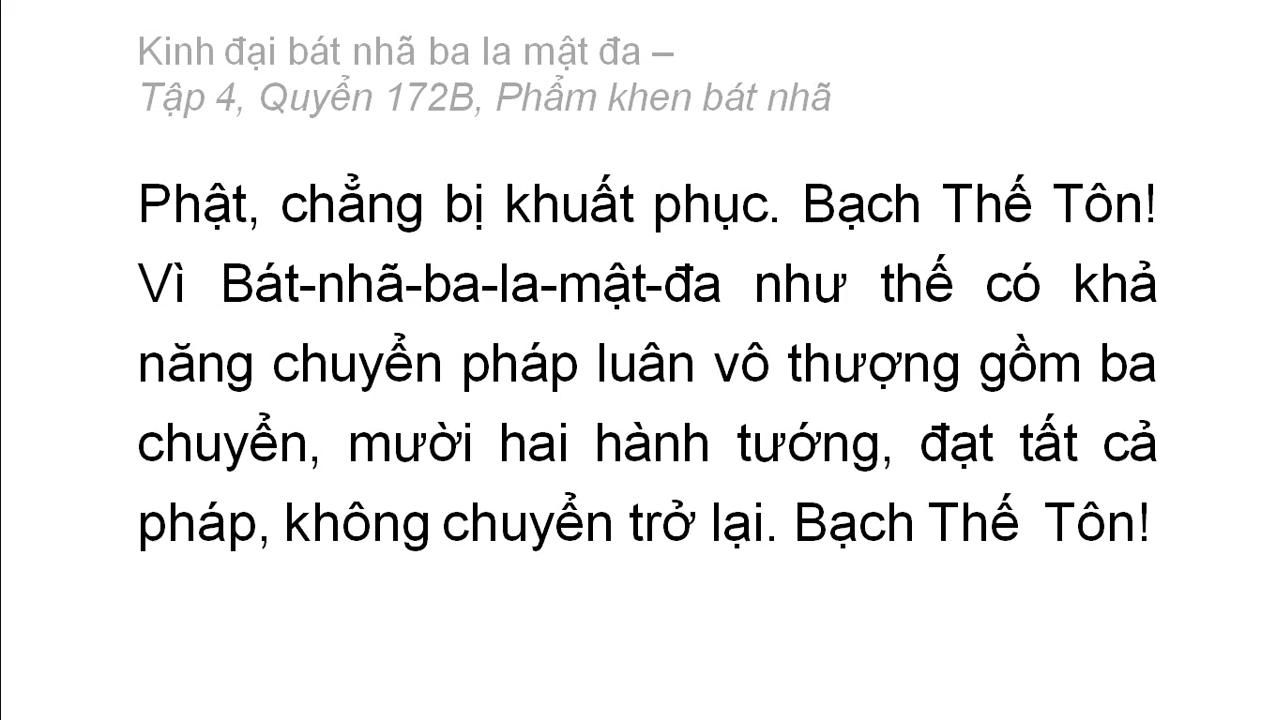 Kinh đại bát nhã ba la mật đa –
Tập 4, Quyển 172B, Phẩm khen bát nhã
Phật, chẳng bị khuất phục. Bạch Thế Tôn!
Vì Bát-nhã-ba-la-mật-đa như thế có khả
năng chuyển pháp luân vô thượng gồm ba
chuyển, mười hai hành tướng, đạt tất cả
pháp, không chuyển trở lại. Bạch Thế Tôn!